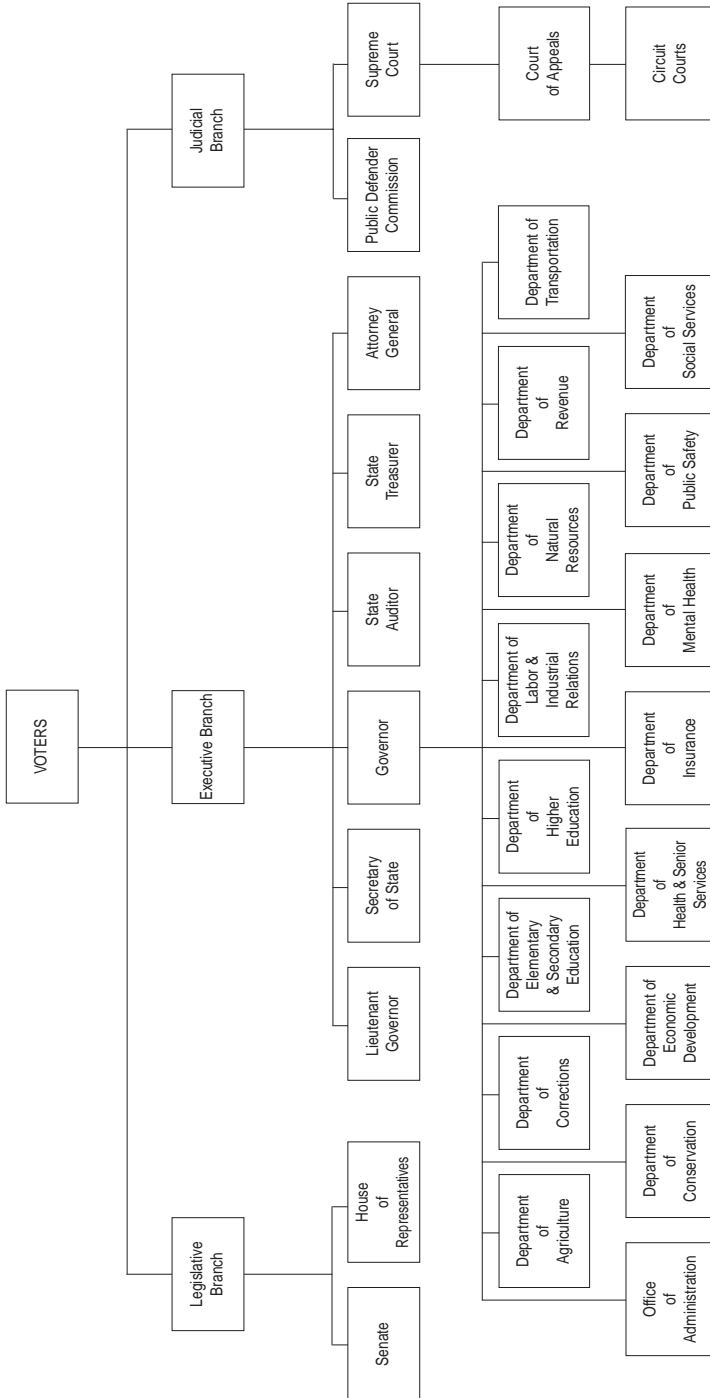 VOTERS
Legislative
Branch
Executive Branch
Judicial
Branch
Senate
House
of
Representatives
Lieutenant
Governor
Secretary
of State
Governor
State
Auditor
State
Treasurer
Attorney
General
Public Defender
Commission
Supreme
Court
Department
of
Agriculture
Department
of
Corrections
Department of
Elementary
& Secondary
Education
Department
of
Higher
Education
Department of
Labor &
Industrial
Relations
Department
of
Natural
Resources
Department
of
Revenue
Department of
Transportation
Court
of Appeals
Office
of
Administration
Department
of
Conservation
Department of
Economic
Development
Department
of
Health & Senior
Services
Department
of
Insurance
Department
of
Mental Health
Department
of
Public Safety
Department
of
Social Services
Circuit
Courts